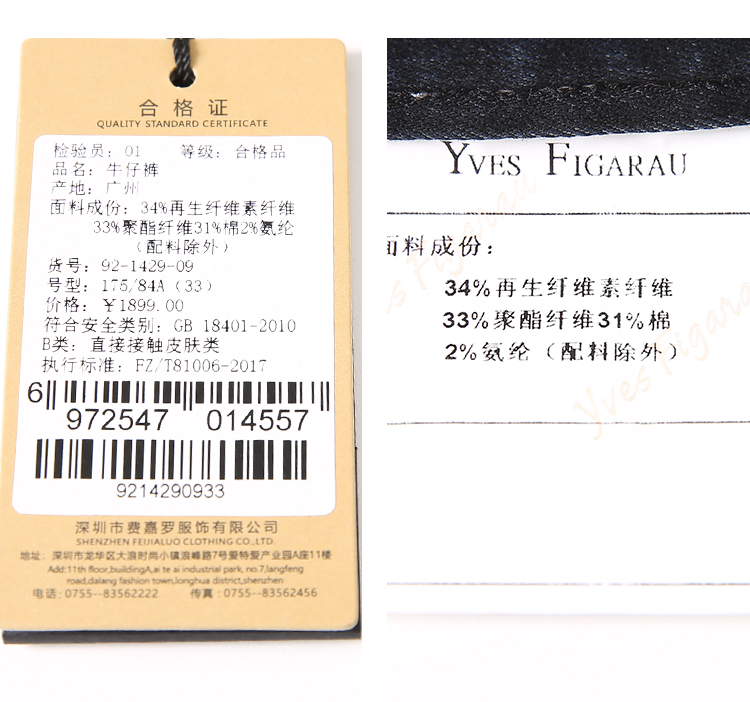 合格证
QUALITY STANDARD CERTIFICATE
检验员：01 等级：合格品
品名：牛仔裤
产地：广州
面料成份：34%再生纤维素纤维
33%聚酯纤维31%棉2%氨纶
（配料除外）
货号：92-1429-09
号型：175/84A（33）
价格：￥1899.00
符合安全类别：GB 18401-2010
B类：直接接触皮肤类
执行标准：FZ/T81006-2017
6 972547 014557
9214290933
深圳市费嘉罗服饰有限公司
SHENZHEN FEIJIALUO CLOTHING CO.,LTD
地址：深圳市龙华区大浪时尚小镇浪峰路7号爱特爱产业园A座11楼
Add:11th floor,buildingA,ai te ai industrial park, no.7,langfeng
road,dalang fashion town,longhua district,shenzhen
电话：0755--83562222 传真：0755--83562456
YVES FIGARAU
面料成份：
34%再生纤维素纤维
33%聚酯纤维31%棉
2%氨纶（配料除外）
Yves Figarau